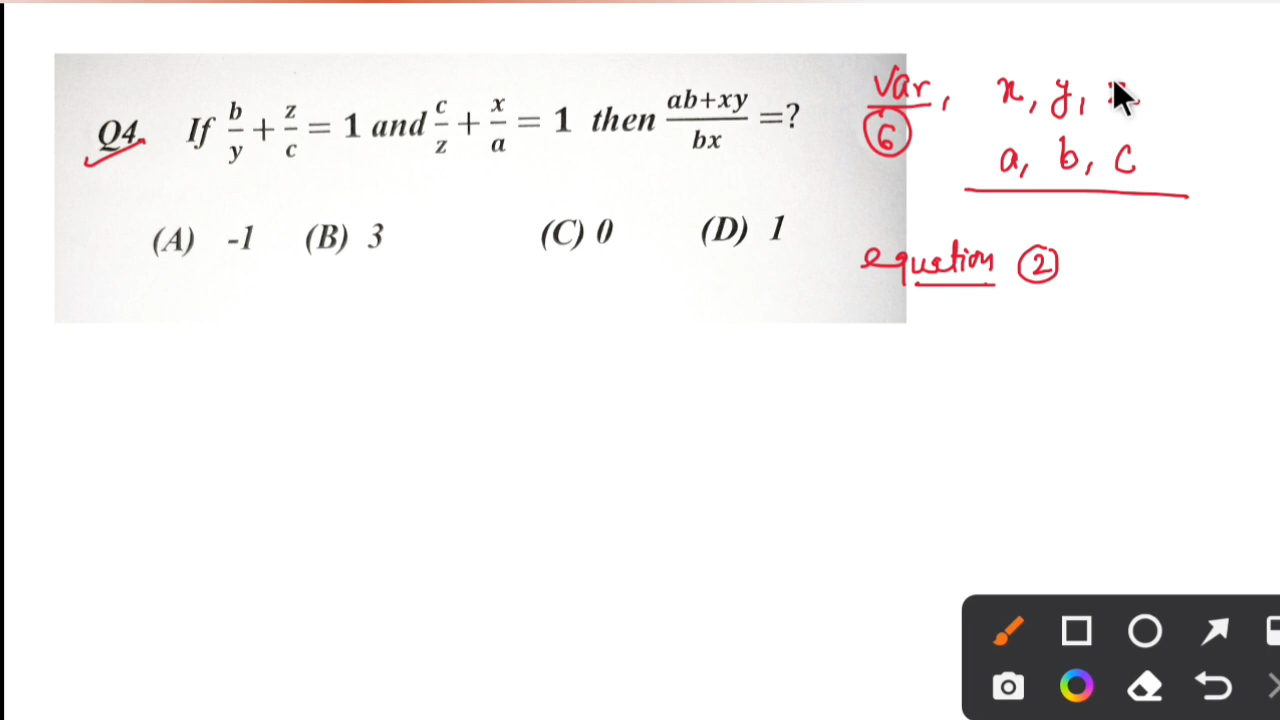 Q4. If b/y + z/c = 1 and c/z + x/a = 1 then (ab+xy)/bx =?
(A) -1 (B) 3 (C) 0 (D) 1
var, x, y,
6 a, b, c
equation 2